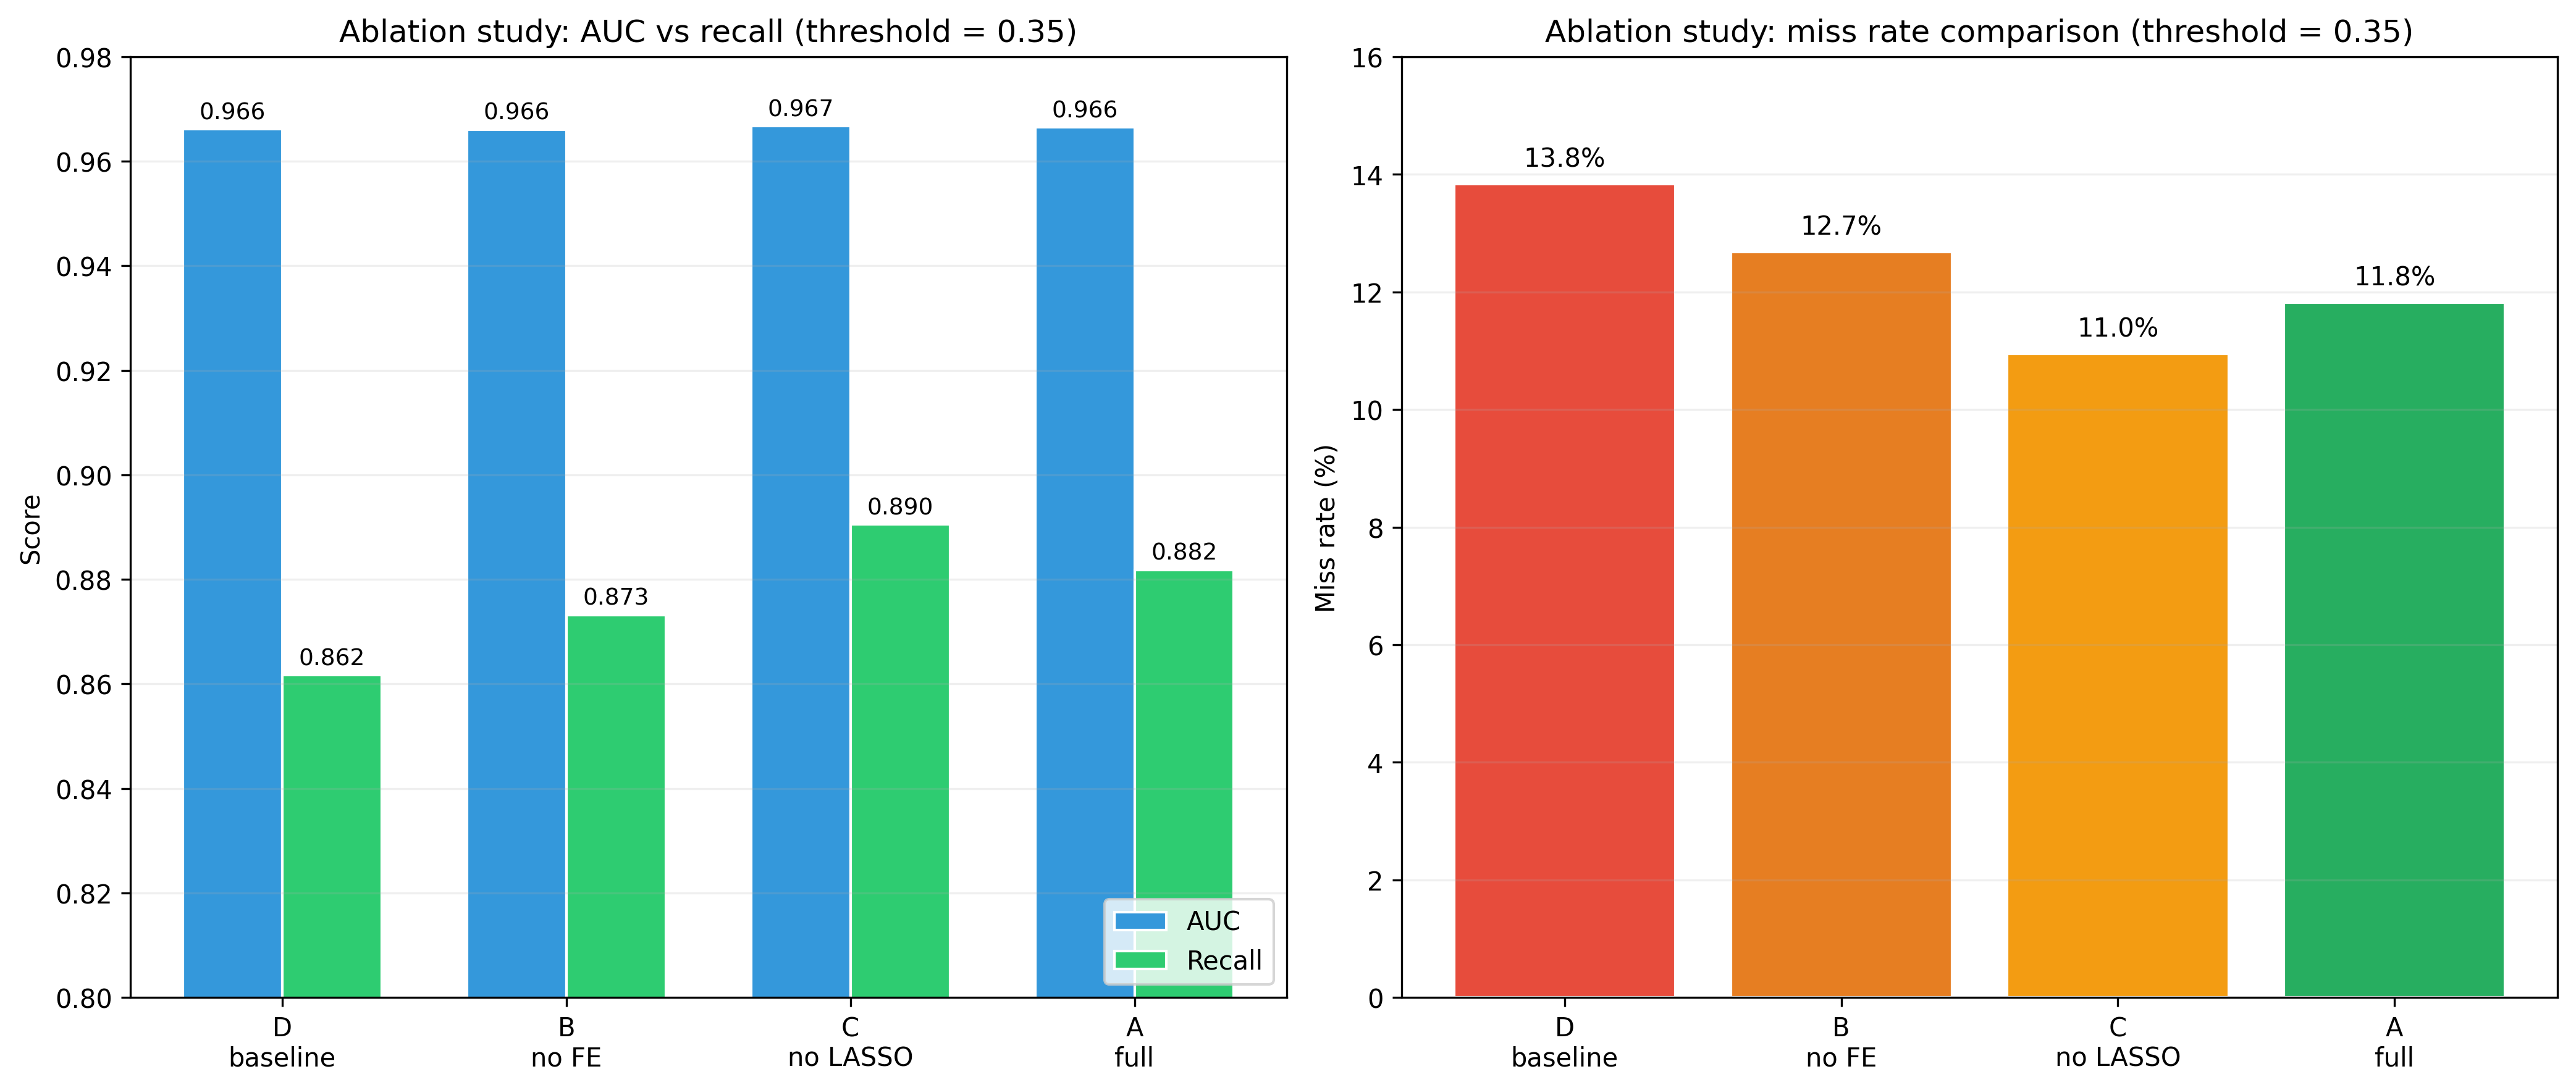 Ablation study: AUC vs recall (threshold = 0.35)
Score
0.98
0.96
0.94
0.92
0.90
0.88
0.86
0.84
0.82
0.80
0.966
0.862
0.966
0.873
0.967
0.890
0.966
0.882
AUC
Recall
D
baseline
B
no FE
C
no LASSO
A
full
Ablation study: miss rate comparison (threshold = 0.35)
Miss rate (%)
16
14
12
10
8
6
4
2
0
13.8%
12.7%
11.0%
11.8%
D
baseline
B
no FE
C
no LASSO
A
full